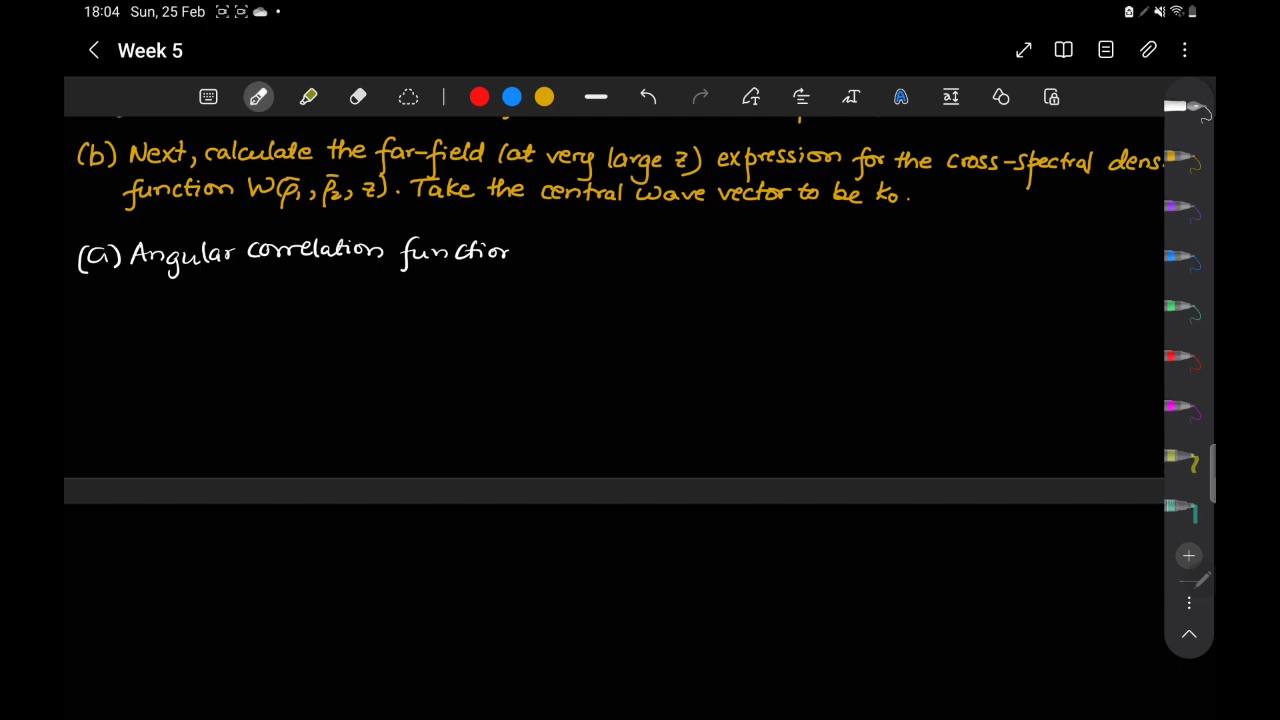 18:04 Sun, 25 Feb
Week 5
(b) Next, calculate the far-field (at very large z) expression for the cross-spectral dens
function W(ρ̄₁, ρ̄₂, z). Take the central wave vector to be k₀.
(a) Angular correlation function